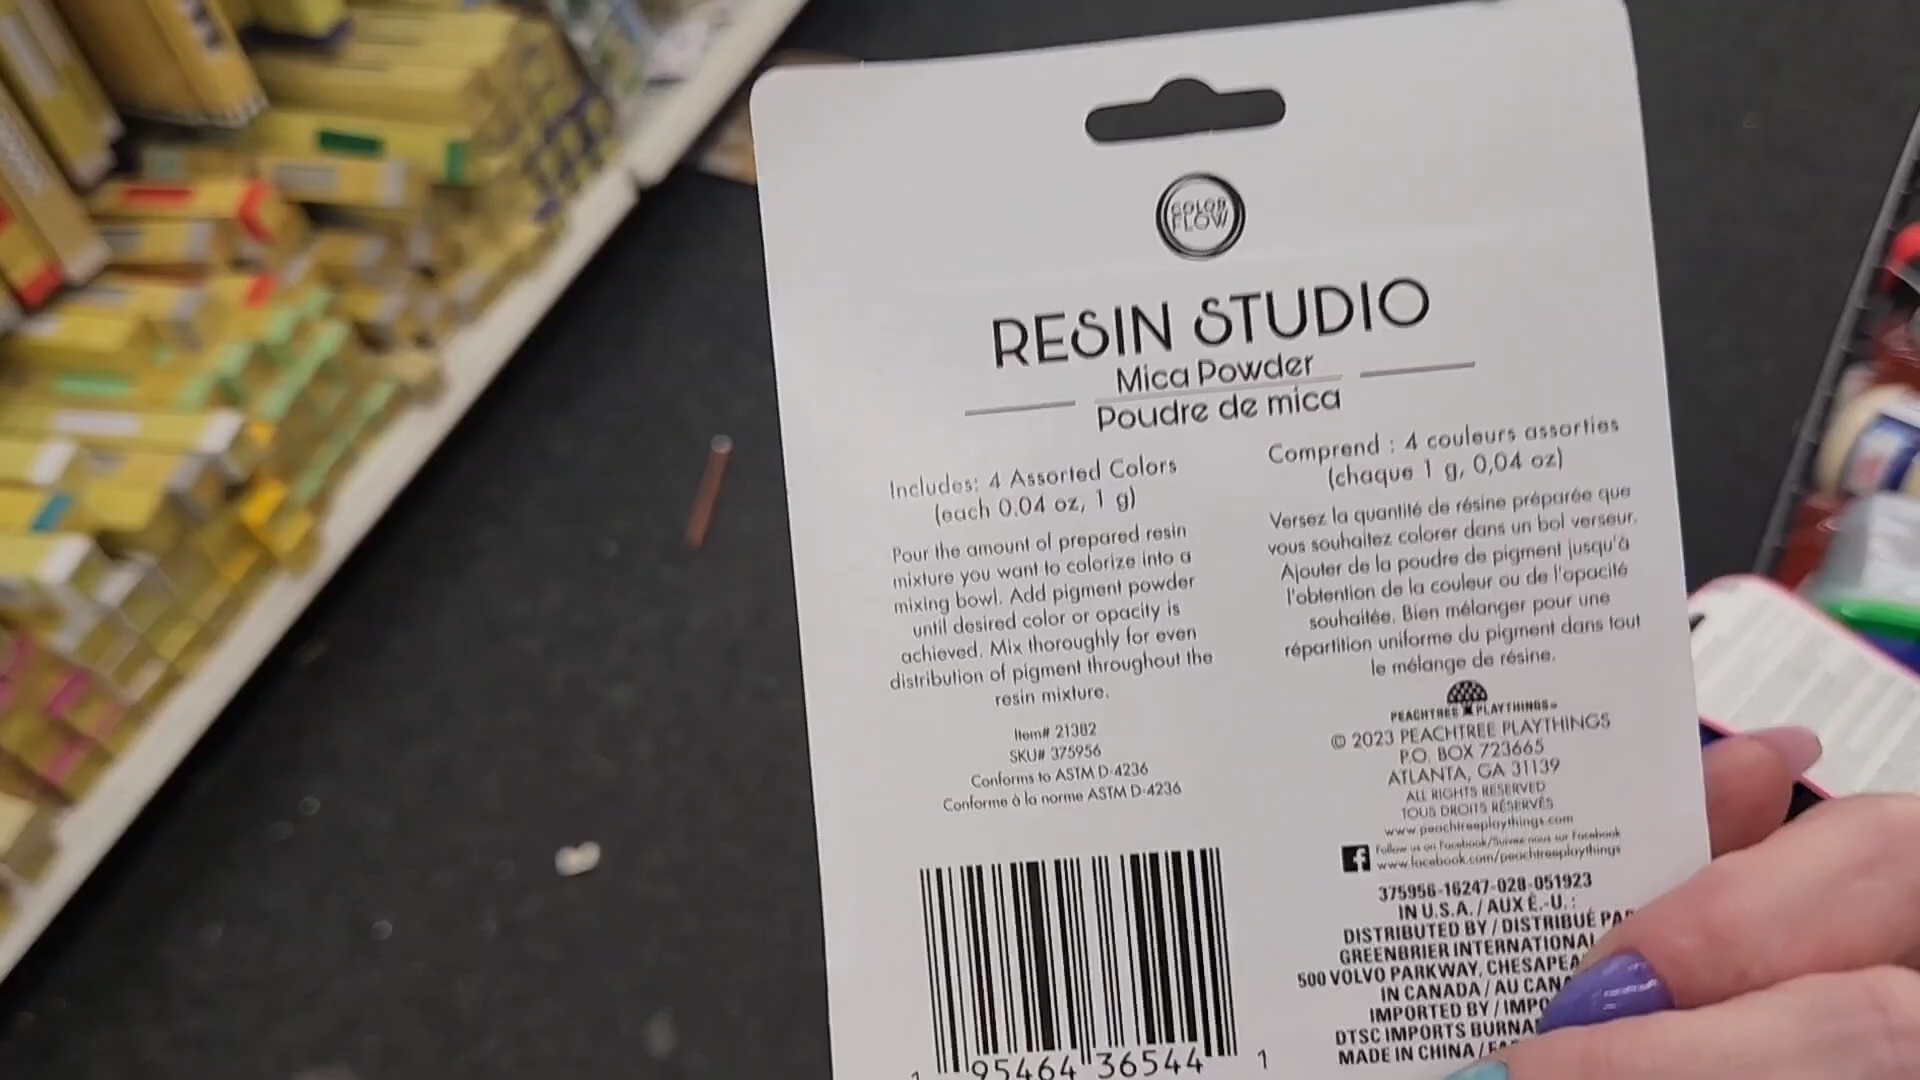 COLOR
FLOW
RESIN STUDIO
Mica Powder
Poudre de mica
Includes: 4 Assorted Colors
(each 0.04 oz, 1 g)
Pour the amount of prepared resin
mixture you want to colorize into a
mixing bowl. Add pigment powder
until desired color or opacity is
achieved. Mix thoroughly for even
distribution of pigment throughout the
resin mixture.
Item# 21382
SKU# 375956
Conforms to ASTM D-4236
Conforme à la norme ASTM D-4236
1 95464 36544 1
Comprend : 4 couleurs assorties
(chaque 1 g, 0,04 oz)
Versez la quantité de résine préparée que
vous souhaitez colorer dans un bol verseur.
Ajouter de la poudre de pigment jusqu'à
l'obtention de la couleur ou de l'opacité
souhaitée. Bien mélanger pour une
répartition uniforme du pigment dans tout
le mélange de résine.
PEACHTREE PLAYTHINGS
© 2023 PEACHTREE PLAYTHINGS
P.O. BOX 723665
ATLANTA, GA 31139
ALL RIGHTS RESERVED
TOUS DROITS RÉSERVÉS
www.peachtreeplaythings.com
Follow us on Facebook/Suivez-nous sur Facebook
www.facebook.com/peachtreeplaythings
375956-16247-028-051923
IN U.S.A. / AUX É.-U. :
DISTRIBUTED BY / DISTRIBUÉ PAR
GREENBRIER INTERNATIONAL
500 VOLVO PARKWAY, CHESAPEA
IN CANADA / AU CANA
IMPORTED BY / IMPO
DTSC IMPORTS BURNA
MADE IN CHINA / FA